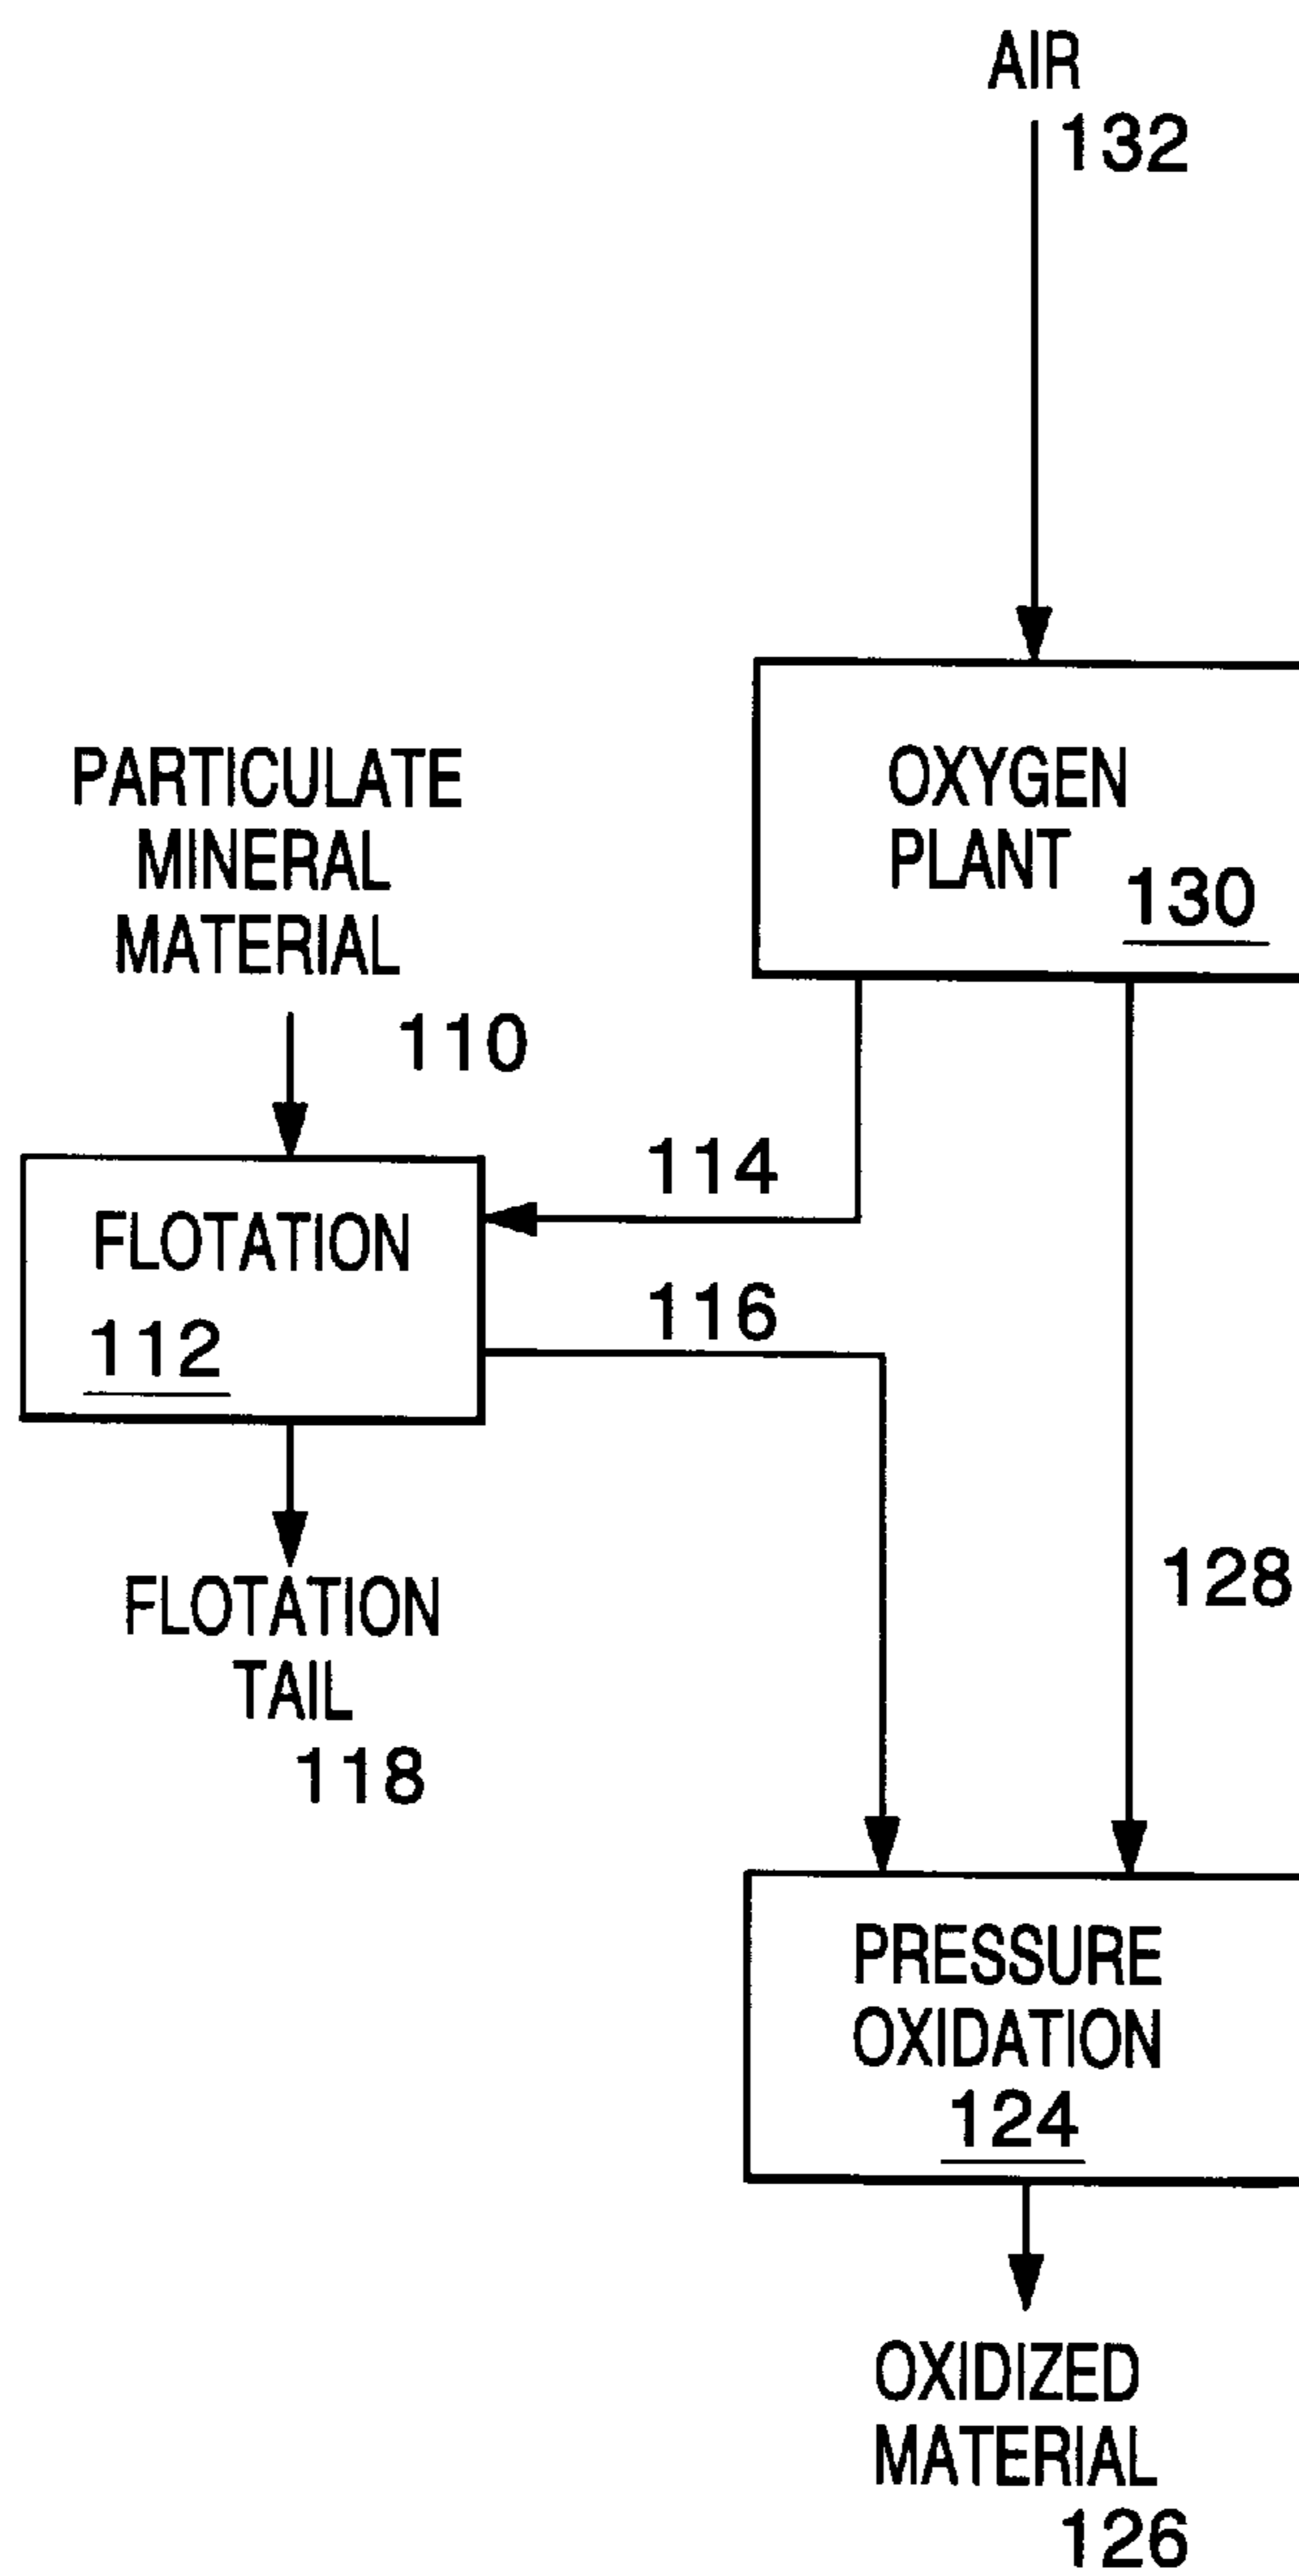 AIR
132
OXYGEN
PLANT
130
PARTICULATE
MINERAL
MATERIAL
110
114
FLOTATION
112
116
FLOTATION
TAIL
118
128
PRESSURE
OXIDATION
124
OXIDIZED
MATERIAL
126